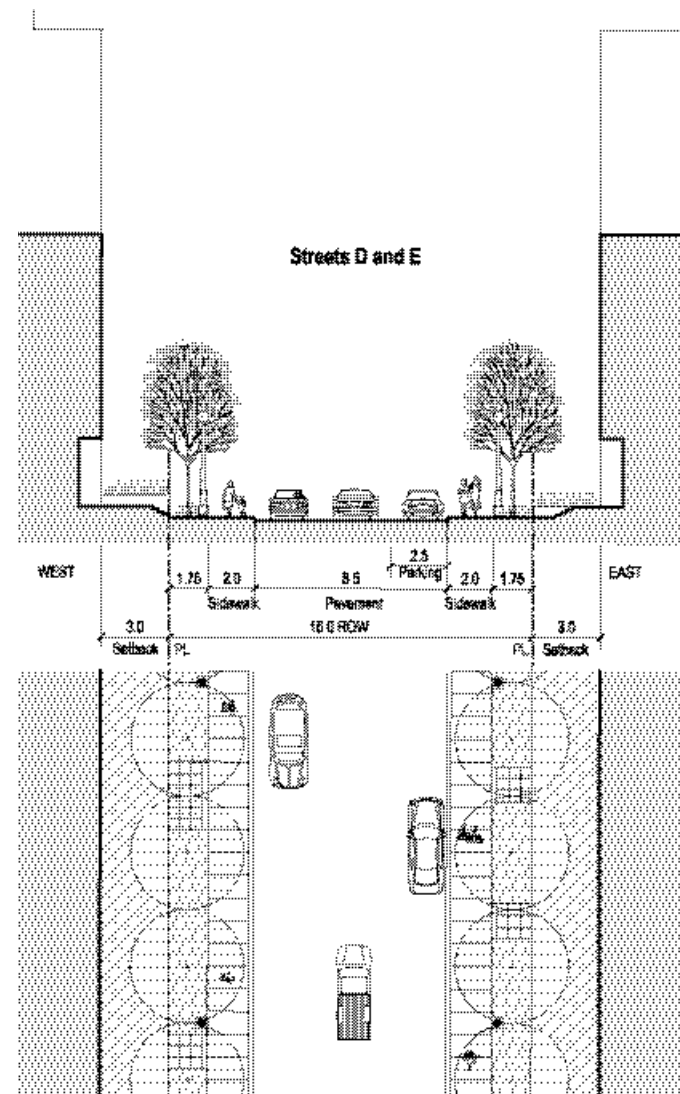 Streets D and E
2.5
WEST 1.75 2.0 8.5 Parking 2.0 1.75 EAST
Sidewalk Pavement Sidewalk
3.0 16.0 ROW 3.0
Setback PL PL Setback